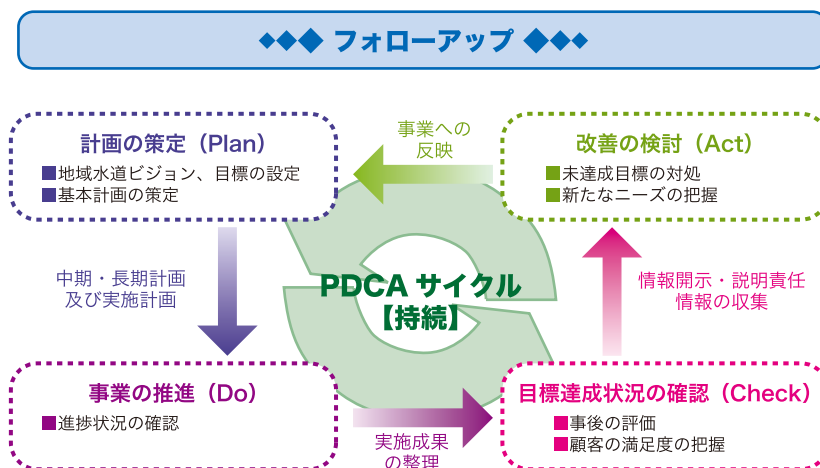 ◆◆◆ フォローアップ ◆◆◆
計画の策定（Plan）
■地域水道ビジョン、目標の設定
■基本計画の策定
事業への
反映
改善の検討（Act）
■未達成目標の対処
■新たなニーズの把握
中期・長期計画
及び実施計画
PDCA サイクル
【持続】
情報開示・説明責任
情報の収集
事業の推進（Do）
■進捗状況の確認
実施成果
の整理
目標達成状況の確認（Check）
■事後の評価
■顧客の満足度の把握